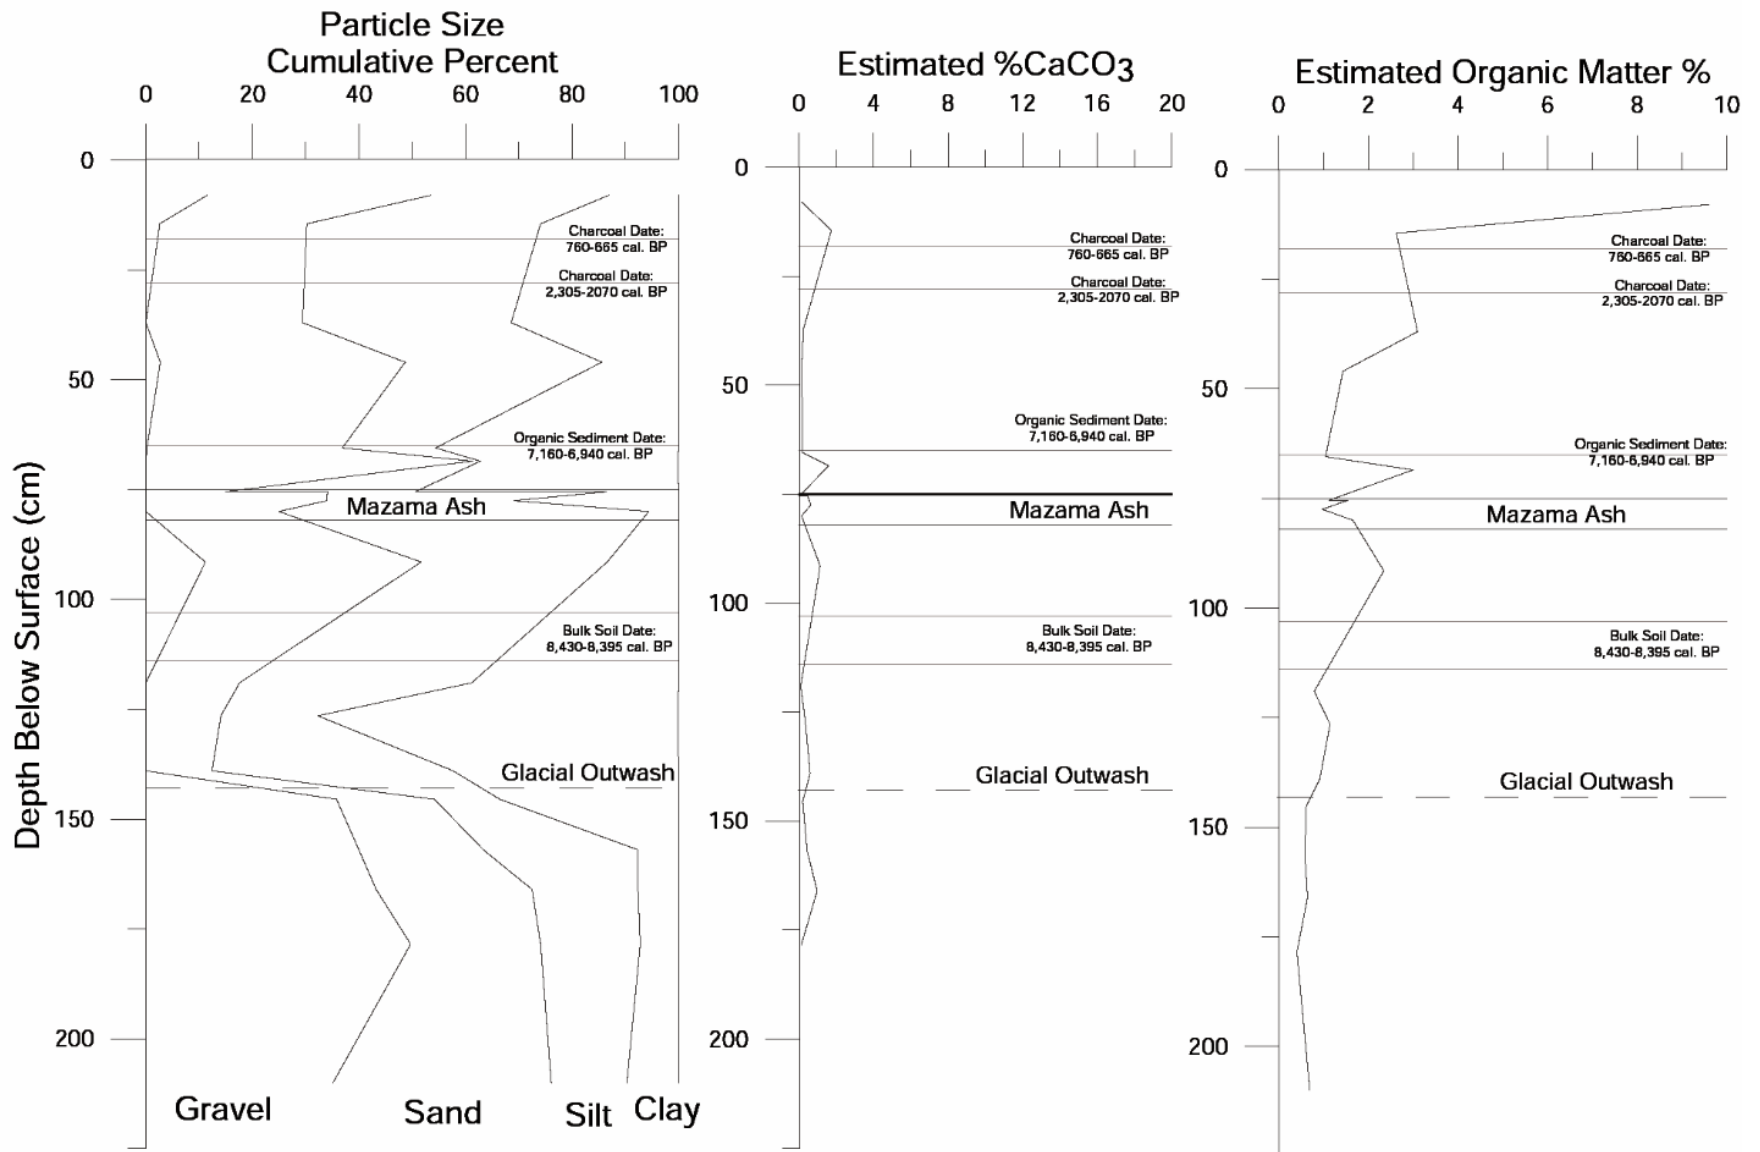 Particle Size
Cumulative Percent
0 20 40 60 80 100
0
50
100
150
200
Depth Below Surface (cm)
Charcoal Date:
760-665 cal. BP
Charcoal Date:
2,305-2070 cal. BP
Organic Sediment Date:
7,160-6,940 cal. BP
Mazama Ash
Bulk Soil Date:
8,430-8,395 cal. BP
Glacial Outwash
Gravel Sand Silt Clay
Estimated %CaCO3
0 4 8 12 16 20
0
50
100
150
200
Charcoal Date:
760-665 cal. BP
Charcoal Date:
2,305-2070 cal. BP
Organic Sediment Date:
7,160-6,940 cal. BP
Mazama Ash
Bulk Soil Date:
8,430-8,395 cal. BP
Glacial Outwash
Estimated Organic Matter %
0 2 4 6 8 10
0
50
100
150
200
Charcoal Date:
760-665 cal. BP
Charcoal Date:
2,305-2070 cal. BP
Organic Sediment Date:
7,160-6,940 cal. BP
Mazama Ash
Bulk Soil Date:
8,430-8,395 cal. BP
Glacial Outwash